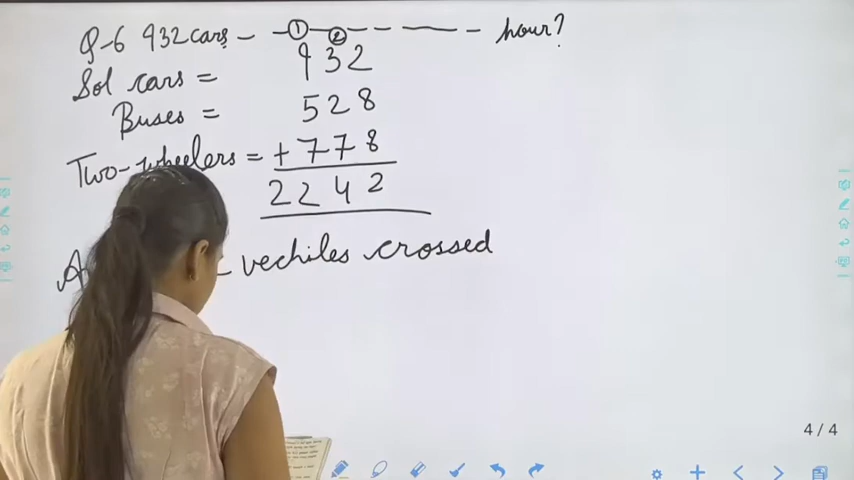 Q-6 932 cars - - ① - ② - - - - hour?
Sol cars = 932
Buses = 528
Two-wheelers = + 778
2242
vechiles crossed
4 / 4